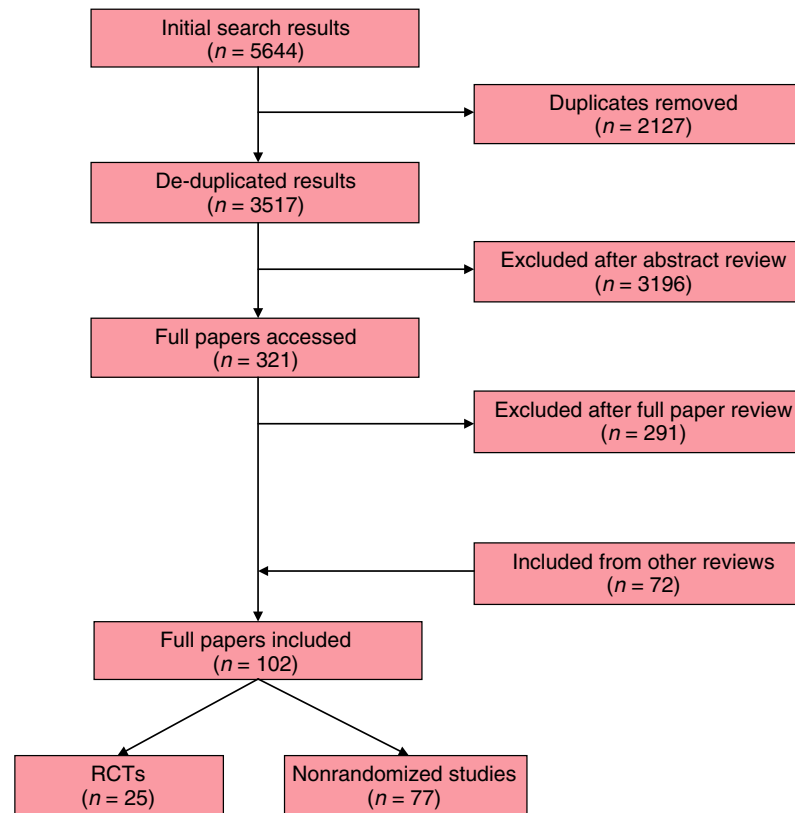 Initial search results
(n = 5644)
Duplicates removed
(n = 2127)
De-duplicated results
(n = 3517)
Excluded after abstract review
(n = 3196)
Full papers accessed
(n = 321)
Excluded after full paper review
(n = 291)
Included from other reviews
(n = 72)
Full papers included
(n = 102)
RCTs
(n = 25)
Nonrandomized studies
(n = 77)